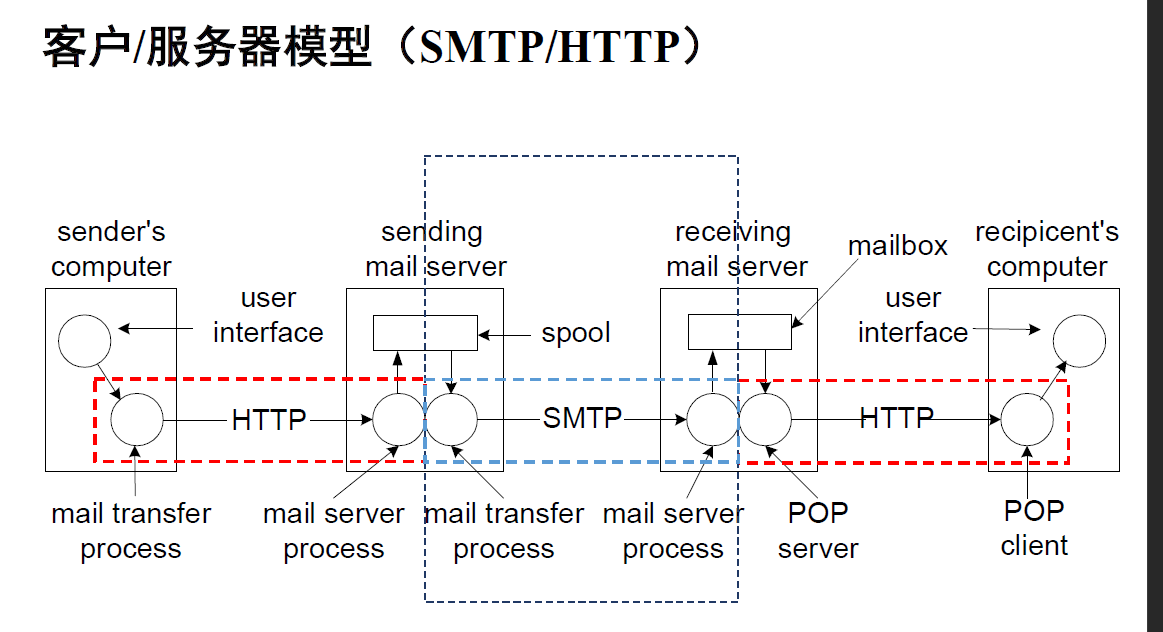 客户/服务器模型（SMTP/HTTP）
sender's
computer
sending
mail server
receiving
mail server
mailbox
recipicent's
computer
user
interface
spool
user
interface
HTTP
SMTP
HTTP
mail transfer
process
mail server
process
mail transfer
process
mail server
process
POP
server
POP
client